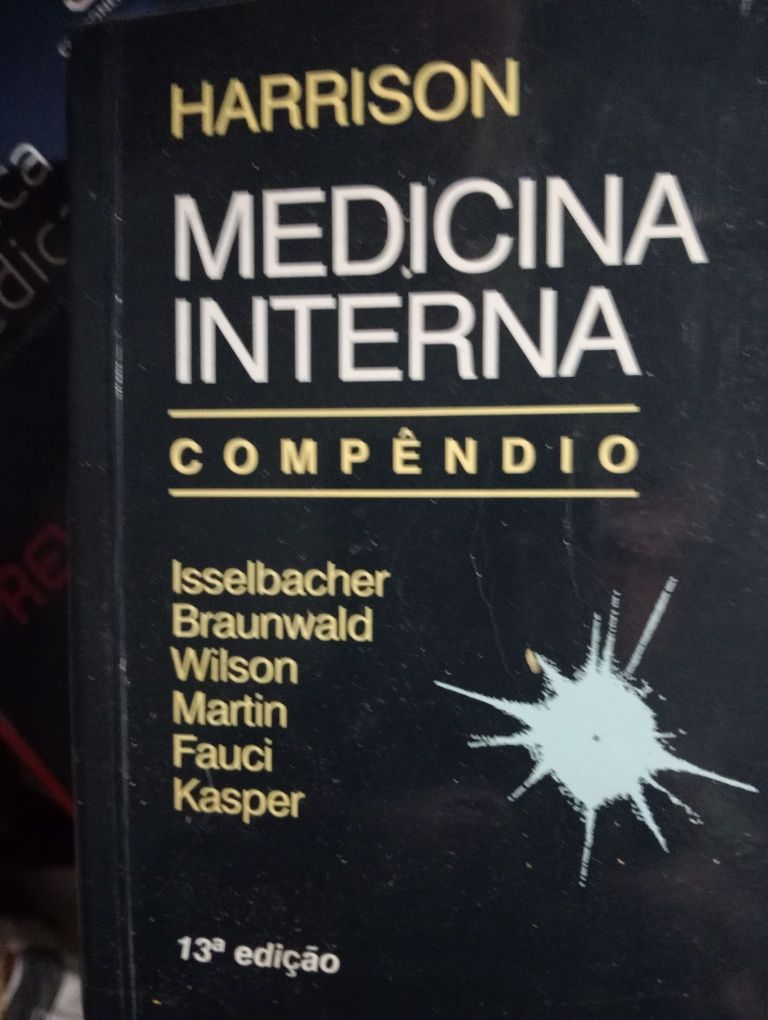 HARRISON
MEDICINA
INTERNA
COMPÊNDIO
Isselbacher
Braunwald
Wilson
Martin
Fauci
Kasper
13ª edição